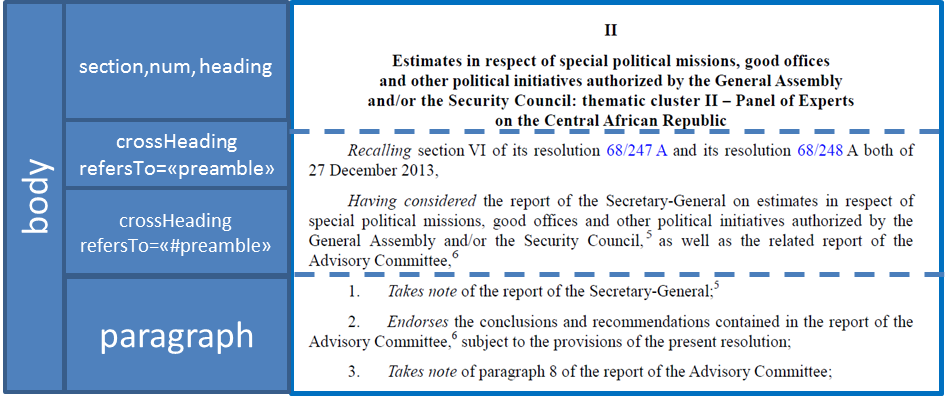 body
section,num, heading
crossHeading
refersTo=«preamble»
crossHeading
refersTo=«#preamble»
paragraph
II
Estimates in respect of special political missions, good offices
and other political initiatives authorized by the General Assembly
and/or the Security Council: thematic cluster II – Panel of Experts
on the Central African Republic
Recalling section VI of its resolution 68/247 A and its resolution 68/248 A both of
27 December 2013,
Having considered the report of the Secretary-General on estimates in respect of
special political missions, good offices and other political initiatives authorized by the
General Assembly and/or the Security Council,⁵ as well as the related report of the
Advisory Committee,⁶
1. Takes note of the report of the Secretary-General;⁵
2. Endorses the conclusions and recommendations contained in the report of the
Advisory Committee,⁶ subject to the provisions of the present resolution;
3. Takes note of paragraph 8 of the report of the Advisory Committee;